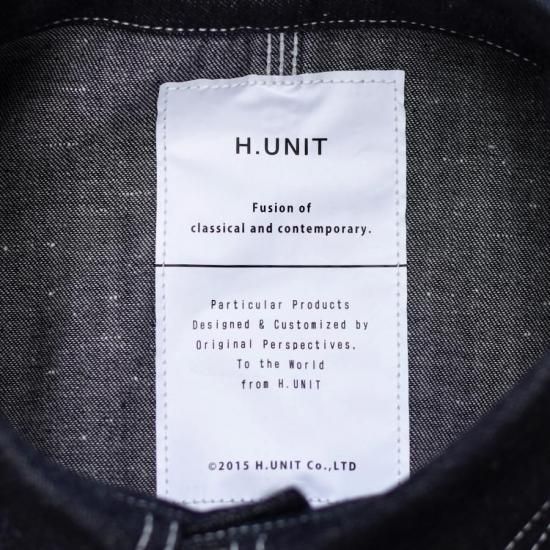 H.UNIT
Fusion of
classical and contemporary.
Particular Products
Designed & Customized by
Original Perspectives.
To the World
from H.UNIT
©2015 H.UNIT Co.,LTD